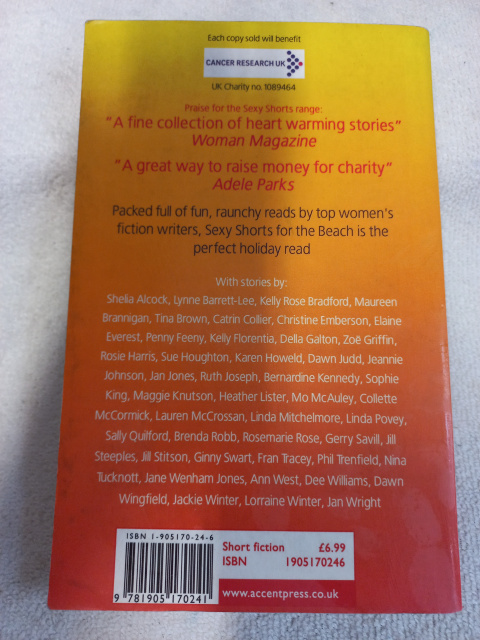 Each copy sold will benefit
CANCER RESEARCH UK
UK Charity no. 1089464
Praise for the Sexy Shorts range:
"A fine collection of heart warming stories"
Woman Magazine
"A great way to raise money for charity"
Adele Parks
Packed full of fun, raunchy reads by top women's
fiction writers, Sexy Shorts for the Beach is the
perfect holiday read
With stories by:
Shelia Alcock, Lynne Barrett-Lee, Kelly Rose Bradford, Maureen
Brannigan, Tina Brown, Catrin Collier, Christine Emberson, Elaine
Everest, Penny Feeny, Kelly Florentia, Della Galton, Zoë Griffin,
Rosie Harris, Sue Houghton, Karen Howeld, Dawn Judd, Jeannie
Johnson, Jan Jones, Ruth Joseph, Bernardine Kennedy, Sophie
King, Maggie Knutson, Heather Lister, Mo McAuley, Collette
McCormick, Lauren McCrossan, Linda Mitchelmore, Linda Povey,
Sally Quilford, Brenda Robb, Rosemarie Rose, Gerry Savill, Jill
Steeples, Jill Stitson, Ginny Swart, Fran Tracey, Phil Trenfield, Nina
Tucknott, Jane Wenham Jones, Ann West, Dee Williams, Dawn
Wingfield, Jackie Winter, Lorraine Winter, Jan Wright
ISBN 1-905170-24-6
9 781905 170241
Short fiction £6.99
ISBN 1905170246
www.accentpress.co.uk